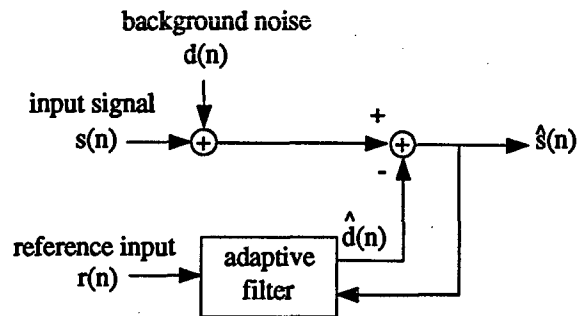 background noise
d(n)
input signal
s(n)
+
+
+
-
ŝ(n)
d̂(n)
reference input
r(n)
adaptive
filter